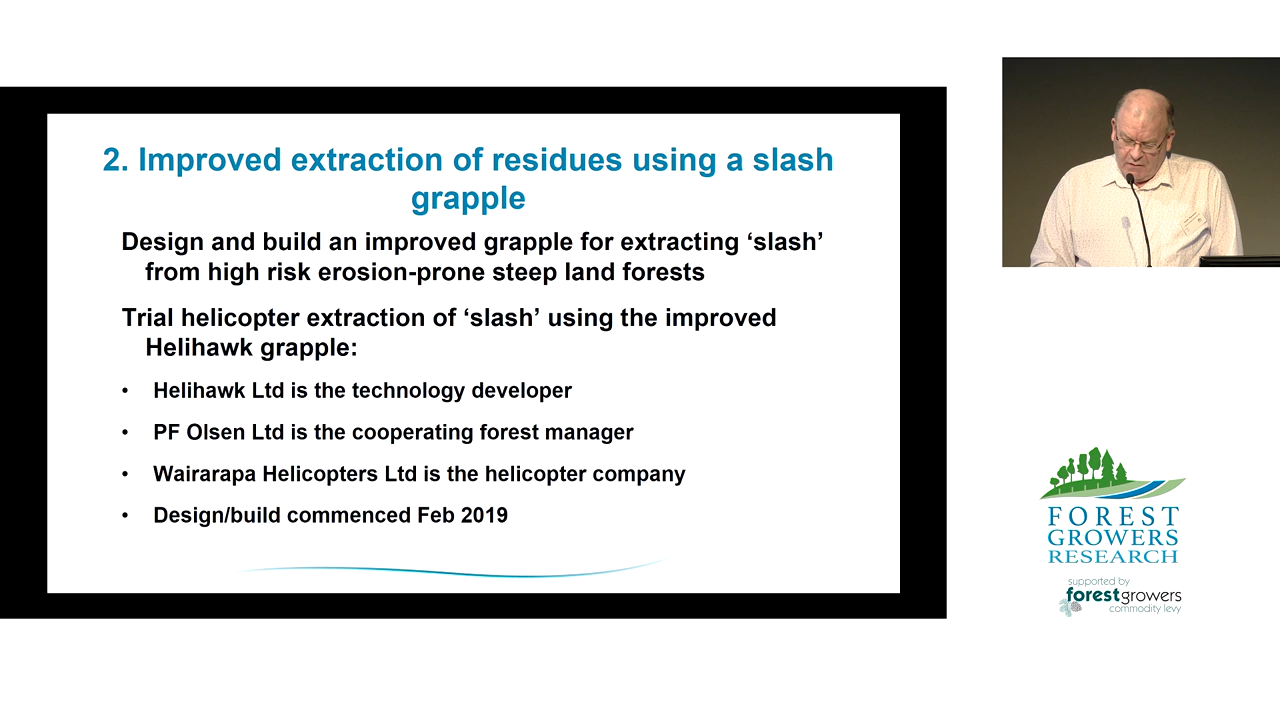 2. Improved extraction of residues using a slash
grapple
Design and build an improved grapple for extracting ‘slash’
from high risk erosion-prone steep land forests
Trial helicopter extraction of ‘slash’ using the improved
Helihawk grapple:
• Helihawk Ltd is the technology developer
• PF Olsen Ltd is the cooperating forest manager
• Wairarapa Helicopters Ltd is the helicopter company
• Design/build commenced Feb 2019
FOREST
GROWERS
RESEARCH
supported by
forestgrowers
commodity levy